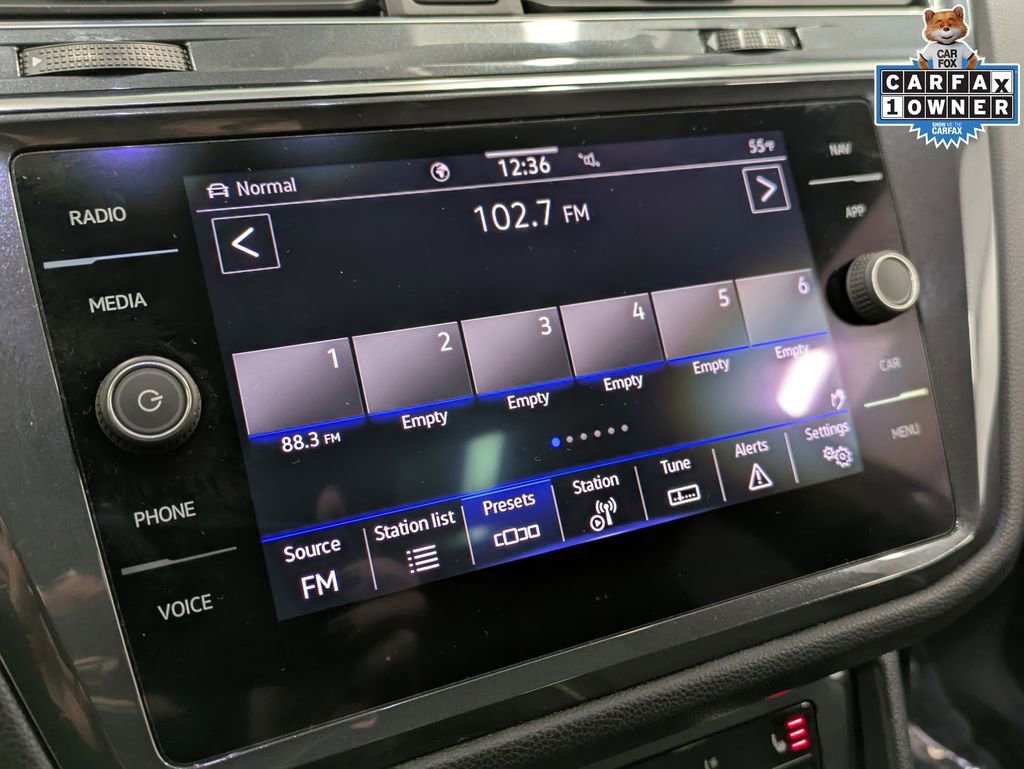 CAR
FOX
CARFAX
1 OWNER
SHOW ME THE
CARFAX
NAV
55°F
12:36
Normal
RADIO
102.7 FM
APP
MEDIA
1 2 3 4 5 6
88.3 FM Empty Empty Empty Empty Empty
CAR
MENU
PHONE
VOICE
Source
FM
Station list
Presets
Station
Tune
Alerts
Settings